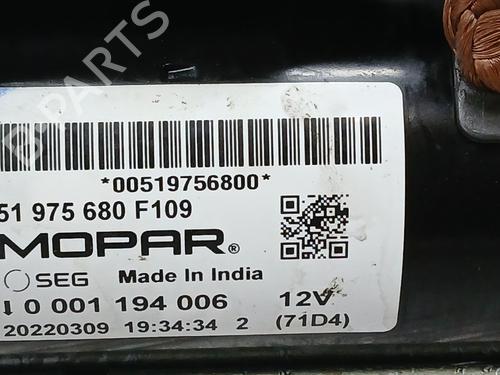 B-PARTS
*00519756800*
51 975 680 F109
MOPAR®
SEG Made In India
0 001 194 006 12V
20220309 19:34:34 2 (71D4)